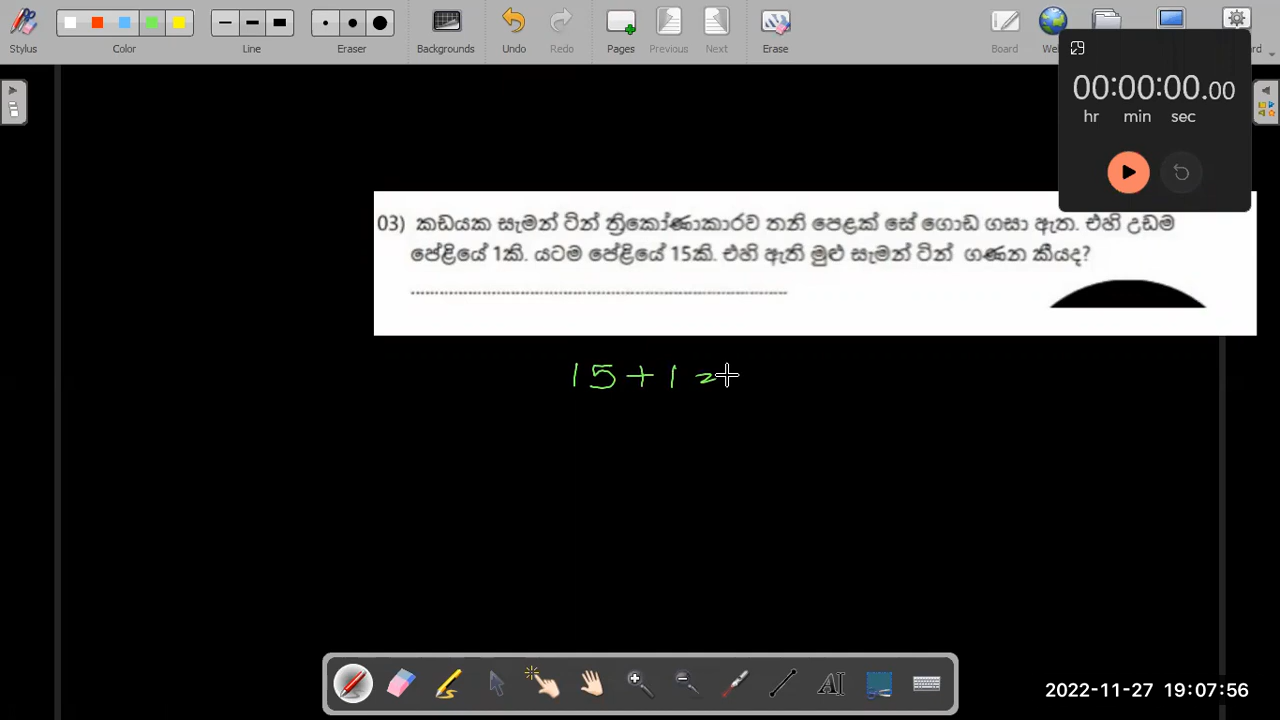 Stylus
Color
Line
Eraser
Backgrounds
Undo
Redo
Pages
Previous
Next
Erase
Board
00:00:00.00
hr min sec
03) කඩයක සැමන් ටින් ත්‍රිකෝණාකාරව තනි පෙළක් සේ ගොඩ ගසා ඇත. එහි උඩම
පේළියේ 1කි. යටම පේළියේ 15කි. එහි ඇති මුළු සැමන් ටින් ගණන කීයද?
15+1 =
2022-11-27 19:07:56